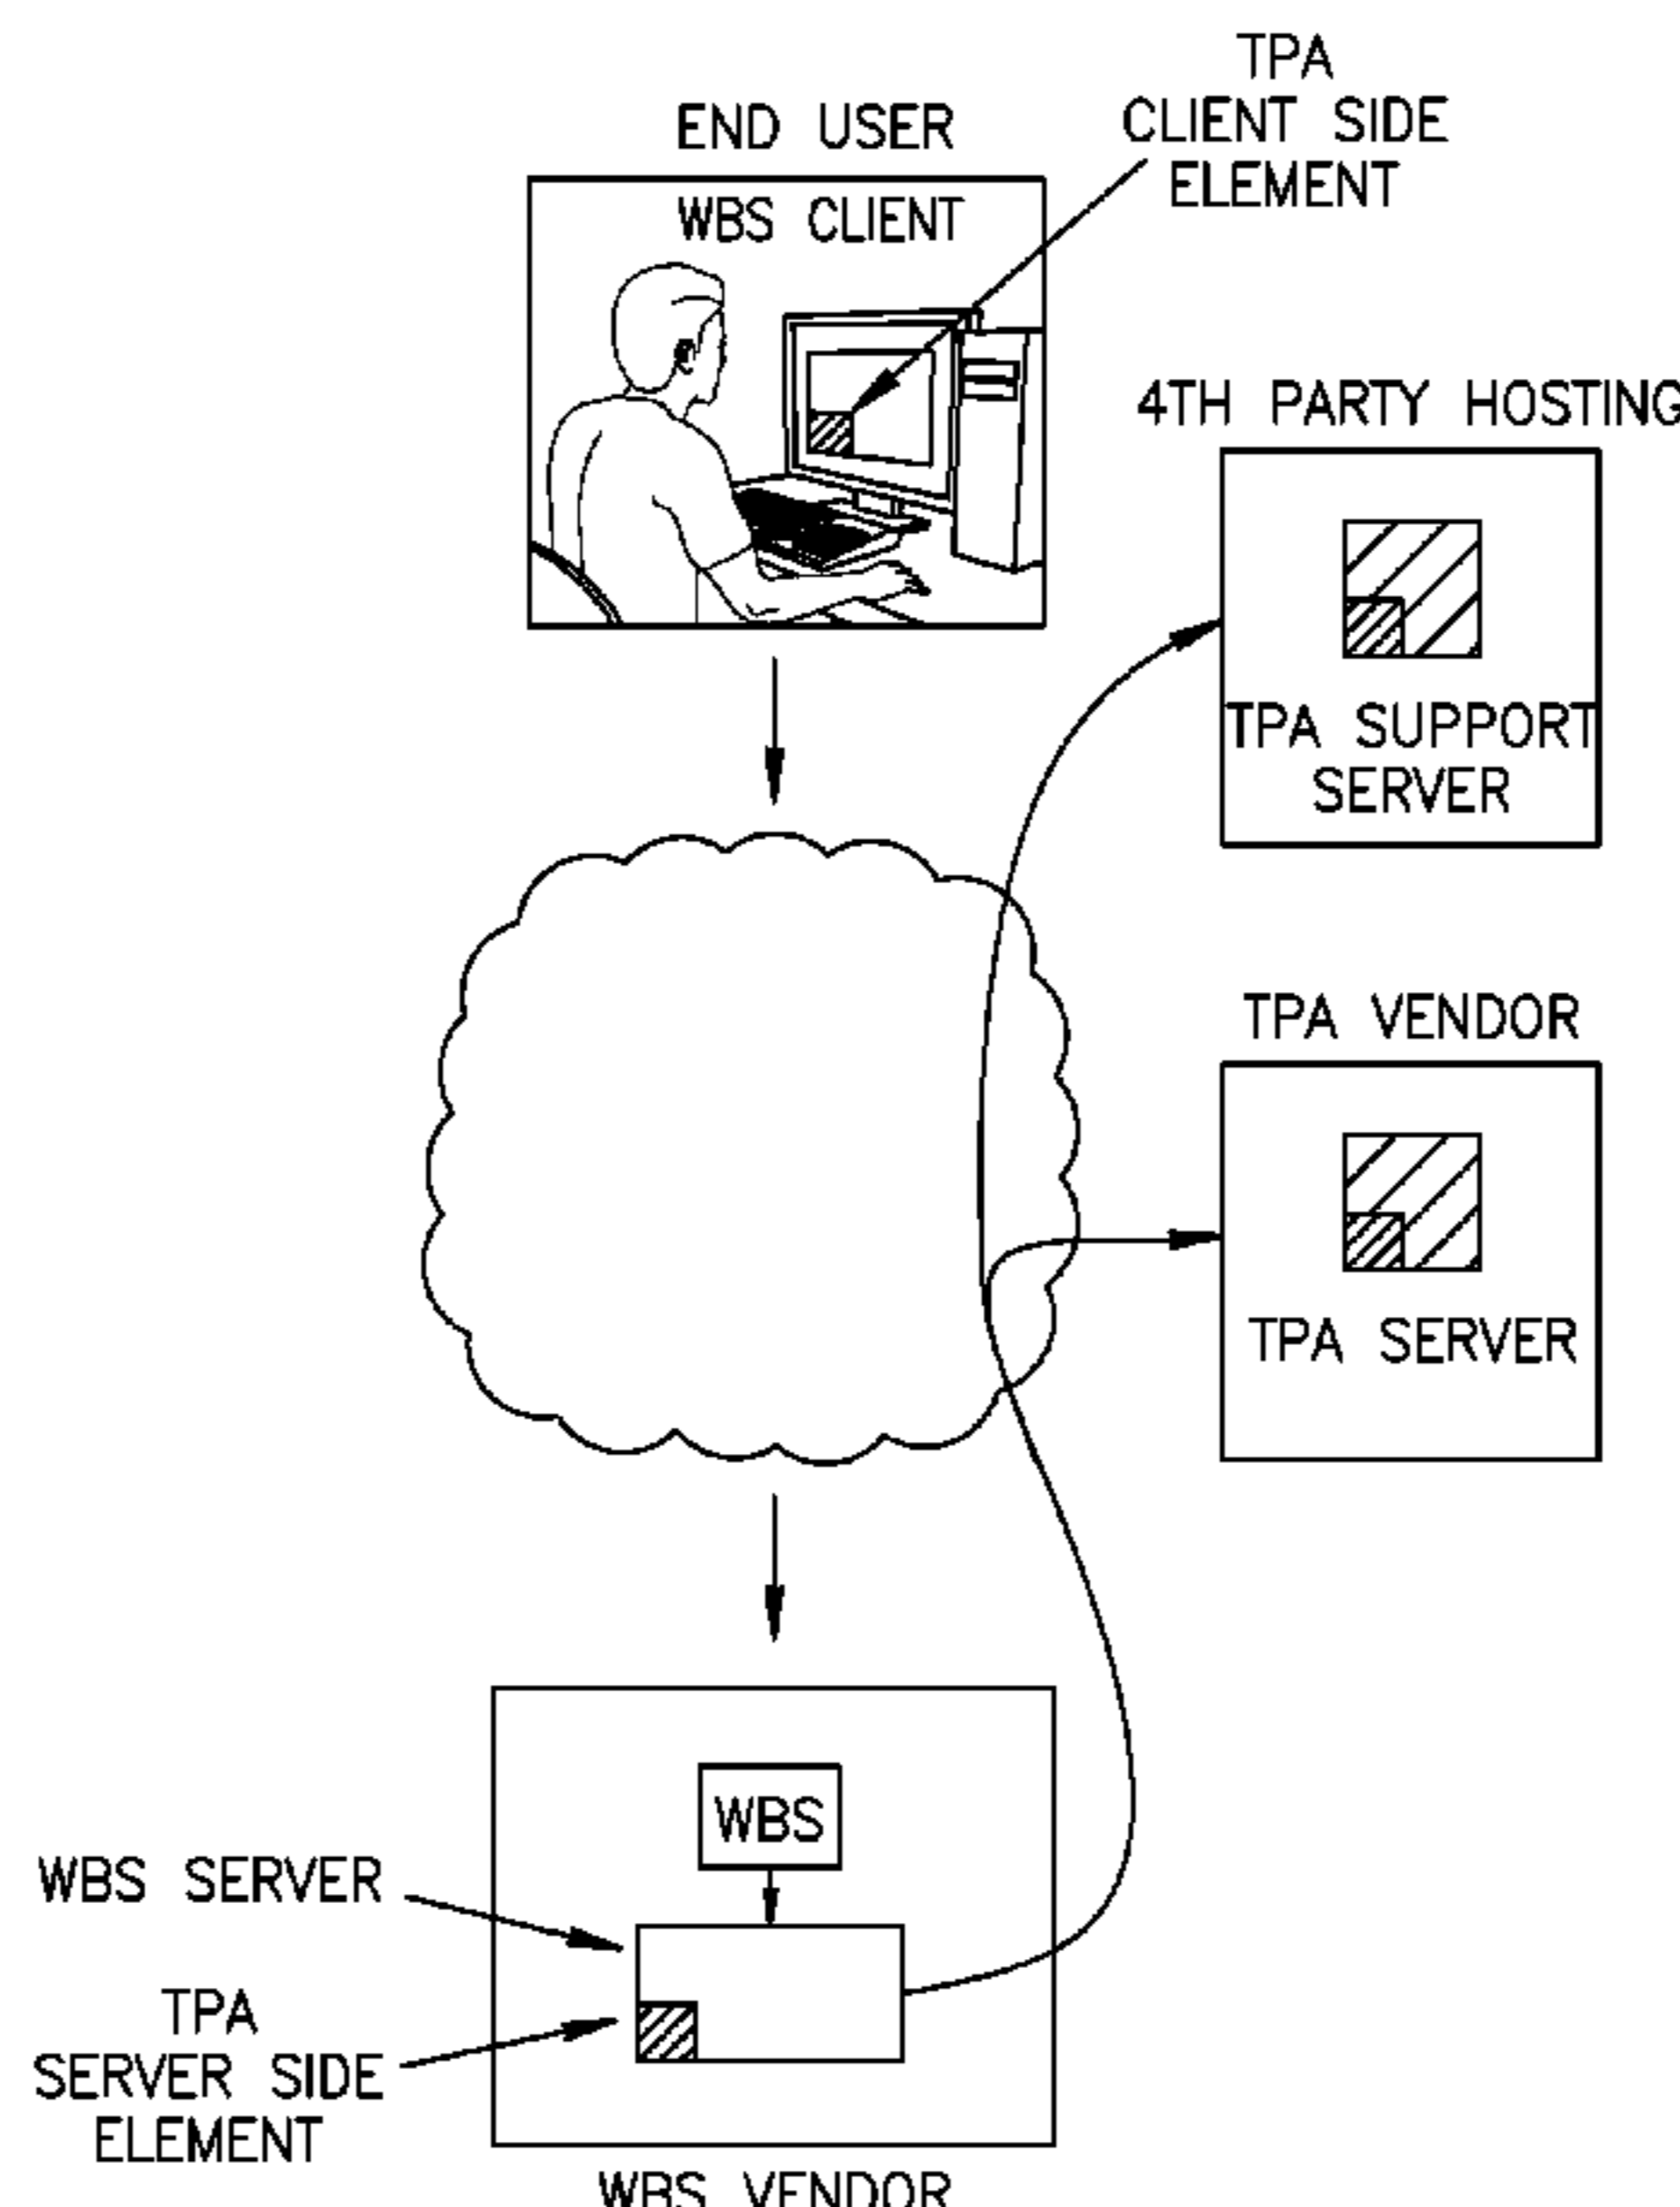 TPA
CLIENT SIDE
ELEMENT
END USER
WBS CLIENT
4TH PARTY HOSTING
TPA SUPPORT
SERVER
TPA VENDOR
TPA SERVER
WBS
WBS SERVER
TPA
SERVER SIDE
ELEMENT
WBS VENDOR